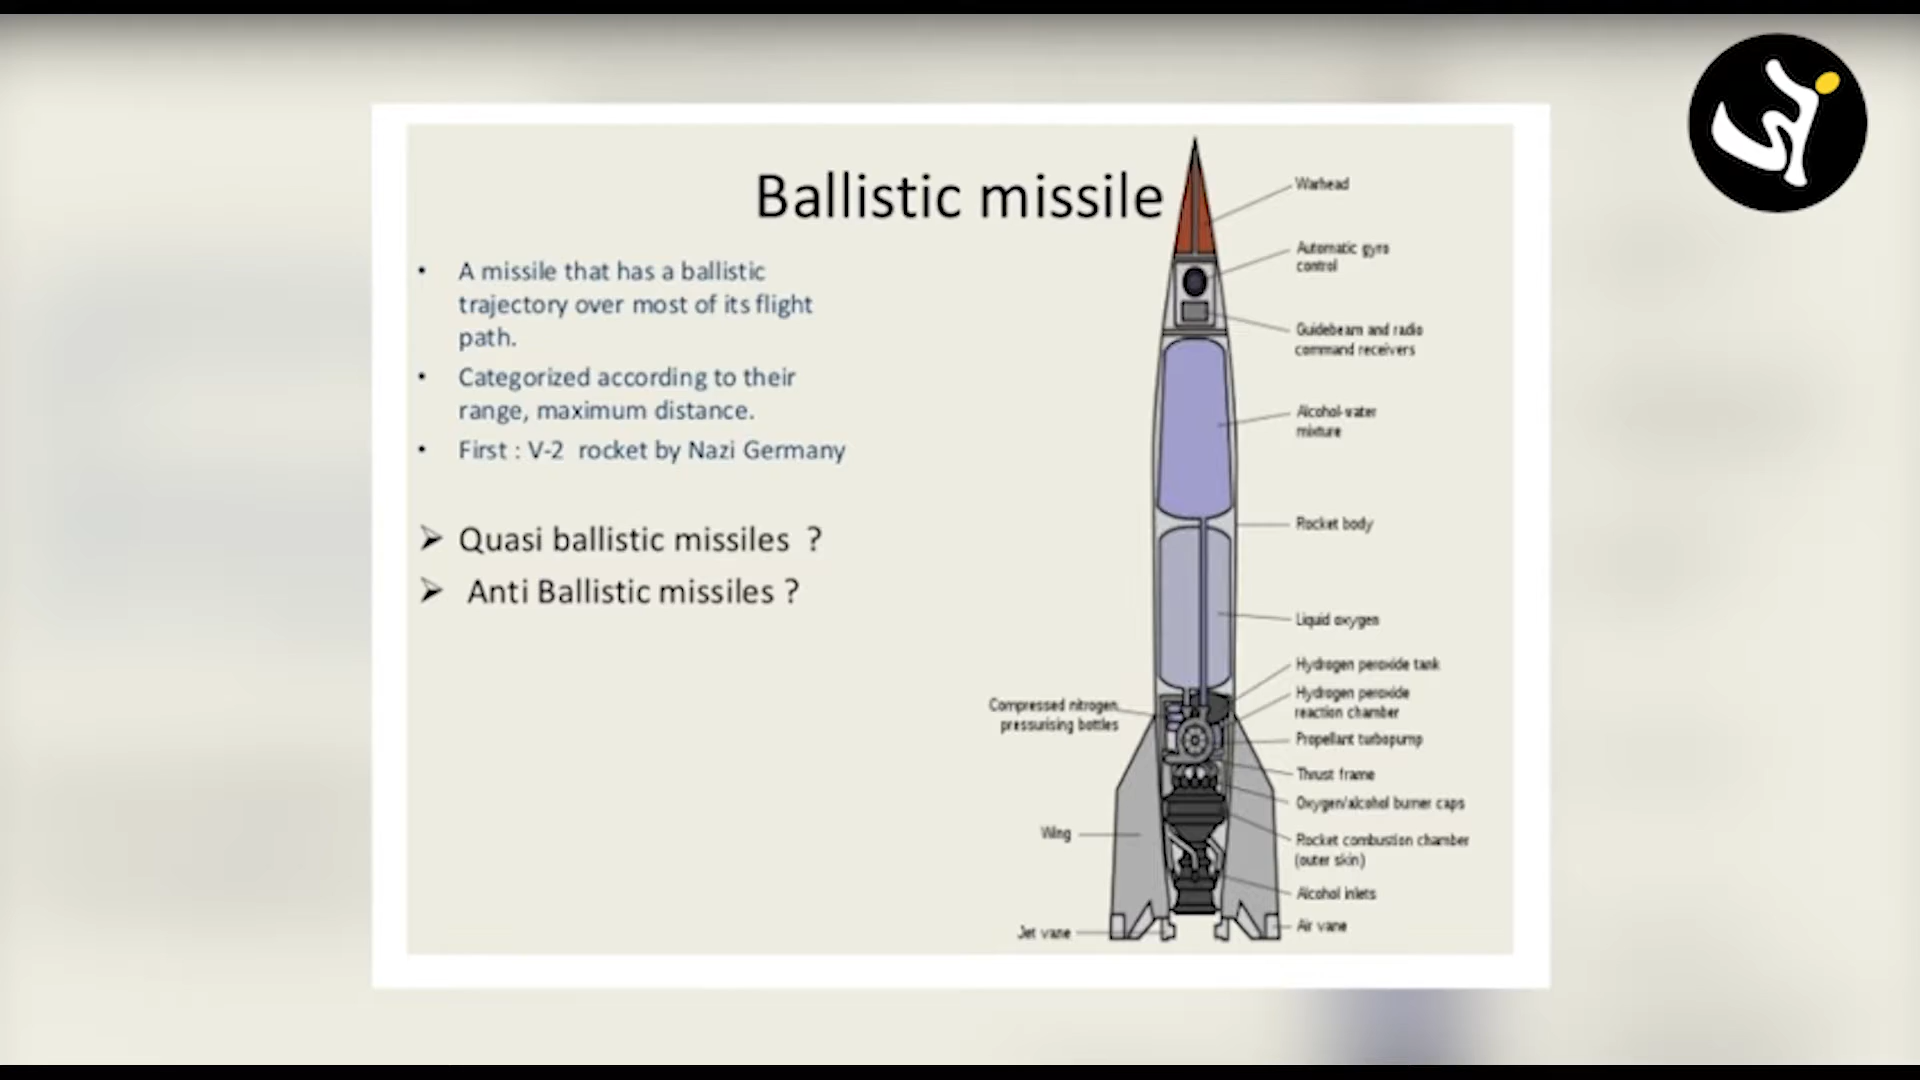 Ballistic missile
• A missile that has a ballistic
trajectory over most of its flight
path.
• Categorized according to their
range, maximum distance.
• First : V-2 rocket by Nazi Germany
➢ Quasi ballistic missiles ?
➢ Anti Ballistic missiles ?
Warhead
Automatic gyro
control
Guidebeam and radio
command receivers
Alcohol-water
mixture
Rocket body
Liquid oxygen
Hydrogen peroxide tank
Hydrogen peroxide
reaction chamber
Propellant turbopump
Thrust frame
Oxygen/alcohol burner caps
Rocket combustion chamber
(outer skin)
Alcohol inlets
Air vane
Compressed nitrogen
pressurising bottles
Wing
Jet vane